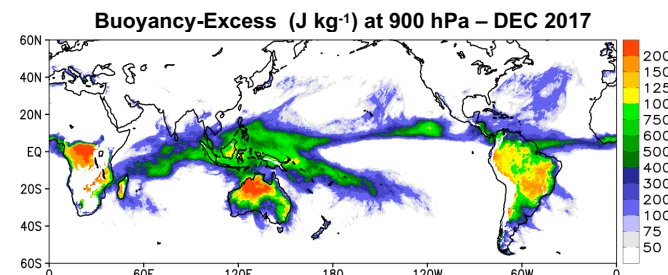 Buoyancy-Excess (J kg⁻¹) at 900 hPa – DEC 2017
60N
40N
20N
EQ
20S
40S
60S
0 60E 120E 180 120W 60W 0
200
150
125
100
750
600
500
400
300
200
100
75
50